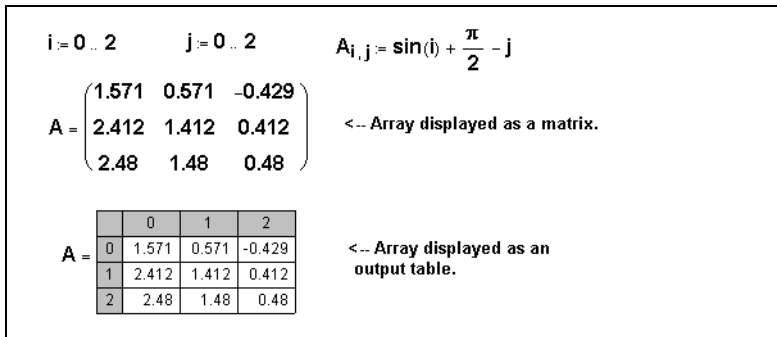 i := 0 .. 2 j := 0 .. 2 A i , j := sin(i) + π/2 − j
A = (1.571 0.571 −0.429
2.412 1.412 0.412
2.48 1.48 0.48)
<-- Array displayed as a matrix.
A =
0 1 2
0 1.571 0.571 -0.429
1 2.412 1.412 0.412
2 2.48 1.48 0.48
<-- Array displayed as an
output table.